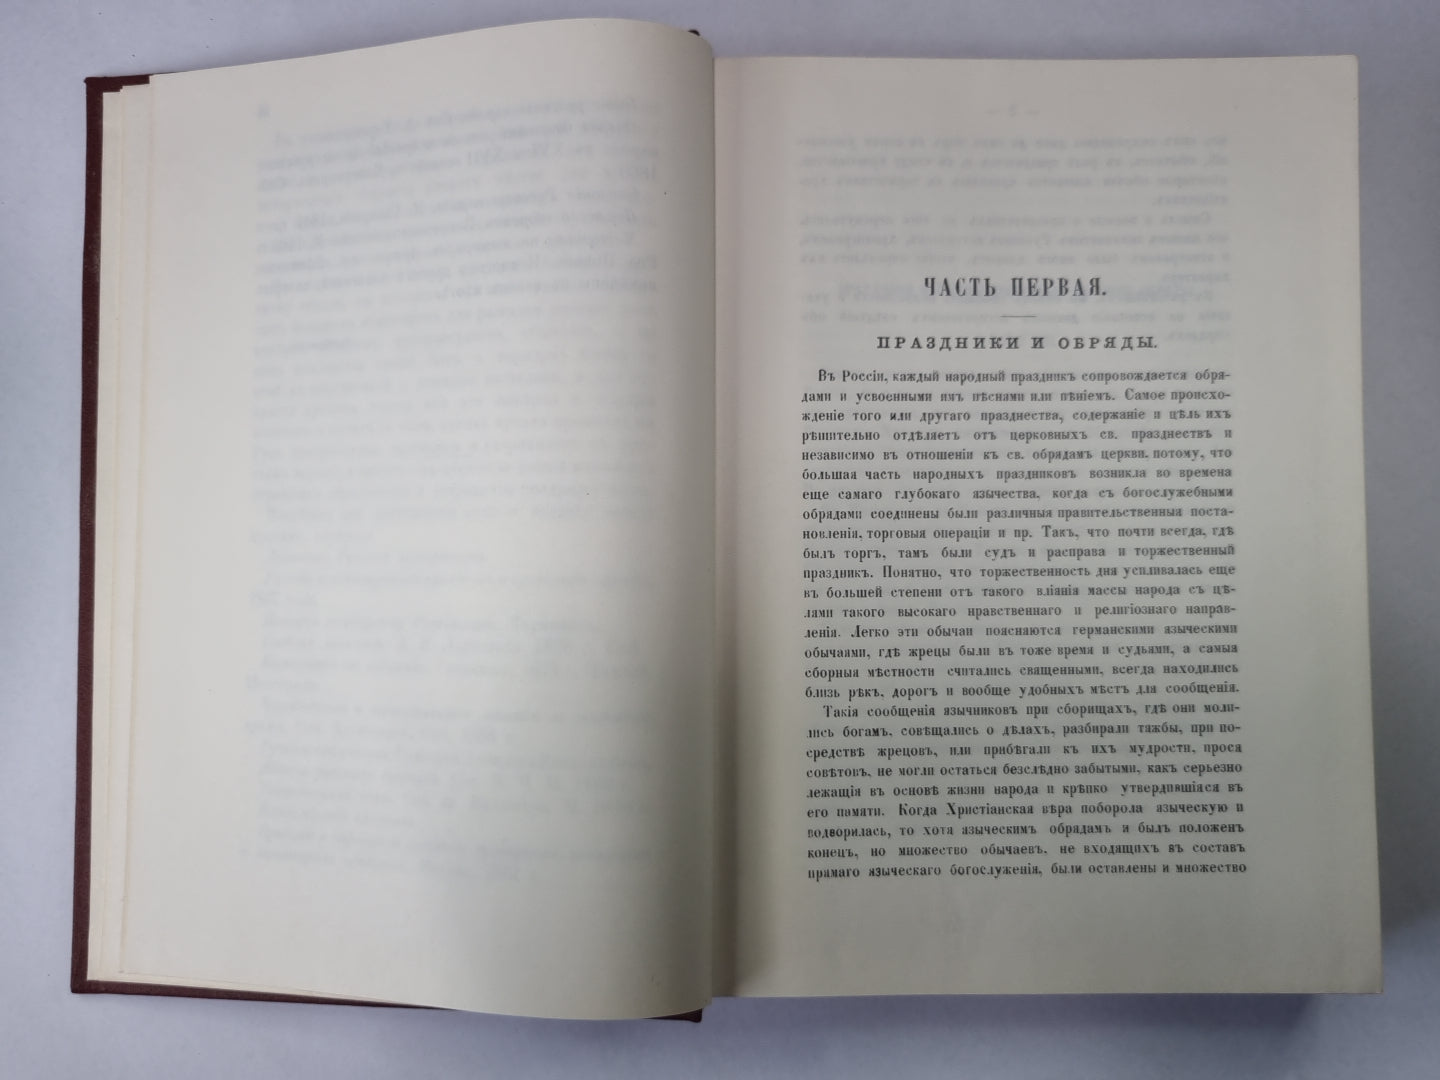 ЧАСТЬ ПЕРВАЯ.
ПРАЗДНИКИ И ОБРЯДЫ.
Въ Россіи, каждый народный праздникъ сопровождается обря-
дами и усвоенными имъ пѣснями или пѣніемъ. Самое происхо-
жденіе того или другаго празднества, содержаніе и цѣль ихъ
рѣшительно отдѣляетъ отъ церковныхъ св. празднествъ и
независимо въ отношеніи къ св. обрядамъ церкви, потому, что
большая часть народныхъ праздниковъ возникла во времена
еще самаго глубокаго язычества, когда съ богослужебными
обрядами соединены были различныя правительственныя поста-
новленія, торговыя операціи и пр. Такъ, что почти всегда, гдѣ
былъ торгъ, тамъ были судъ и расправа и торжественный
праздникъ. Понятно, что торжественность дня усиливалась еще
въ большей степени отъ такого вліянія массы народа съ цѣ-
лями такого высокаго нравственнаго и религіознаго направ-
ленія. Легко эти обычаи поясняются германскими языческими
обычаями, гдѣ жрецы были въ тоже время и судьями, а самыя
сборныя мѣстности считались священными, всегда находились
близь рѣкъ, дорогъ и вообще удобныхъ мѣстъ для сообщенія.
Такія сообщенія язычниковъ при сборищахъ, гдѣ они моли-
лись богамъ, совѣщались о дѣлахъ, разбирали тяжбы, при по-
средствѣ жрецовъ, или прибѣгали къ ихъ мудрости, прося
совѣтовъ, не могли остаться безслѣдно забытыми, какъ серьезно
лежащія въ основѣ жизни народа и крѣпко утвердившіяся въ
его памяти. Когда Христіанская вѣра поборола языческую и
водворилась, то хотя языческимъ обрядамъ и былъ положенъ
конецъ, но множество обычаевъ, не входящихъ въ составъ
прямаго языческаго богослуженія, были оставлены и множество